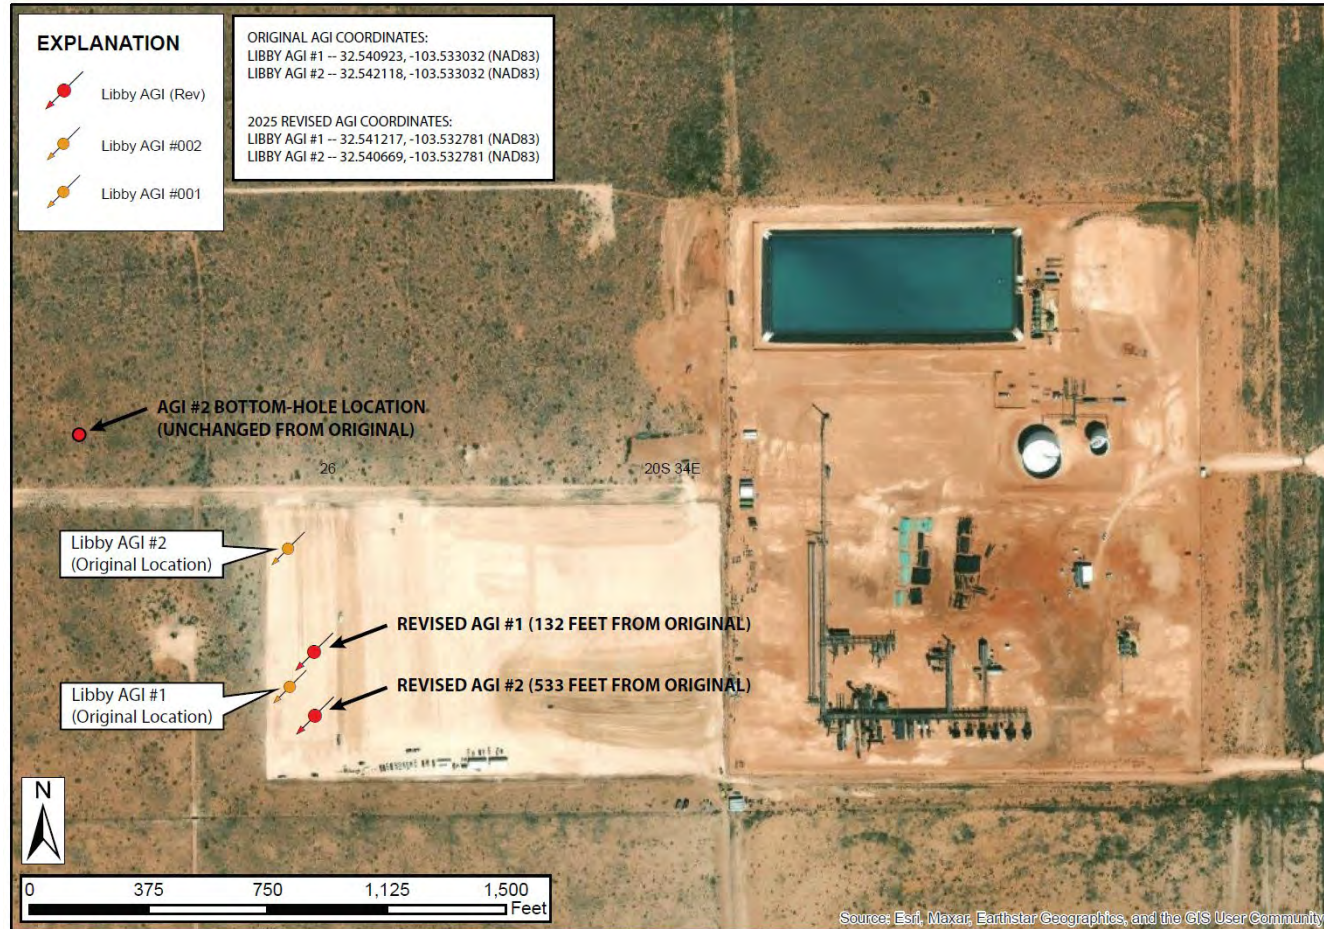 EXPLANATION
Libby AGI (Rev)
Libby AGI #002
Libby AGI #001
ORIGINAL AGI COORDINATES:
LIBBY AGI #1 -- 32.540923, -103.533032 (NAD83)
LIBBY AGI #2 -- 32.542118, -103.533032 (NAD83)
2025 REVISED AGI COORDINATES:
LIBBY AGI #1 -- 32.541217, -103.532781 (NAD83)
LIBBY AGI #2 -- 32.540669, -103.532781 (NAD83)
AGI #2 BOTTOM-HOLE LOCATION
(UNCHANGED FROM ORIGINAL)
26
20S 34E
Libby AGI #2
(Original Location)
REVISED AGI #1 (132 FEET FROM ORIGINAL)
Libby AGI #1
(Original Location)
REVISED AGI #2 (533 FEET FROM ORIGINAL)
N
0 375 750 1,125 1,500
Feet
Source: Esri, Maxar, Earthstar Geographics, and the GIS User Community